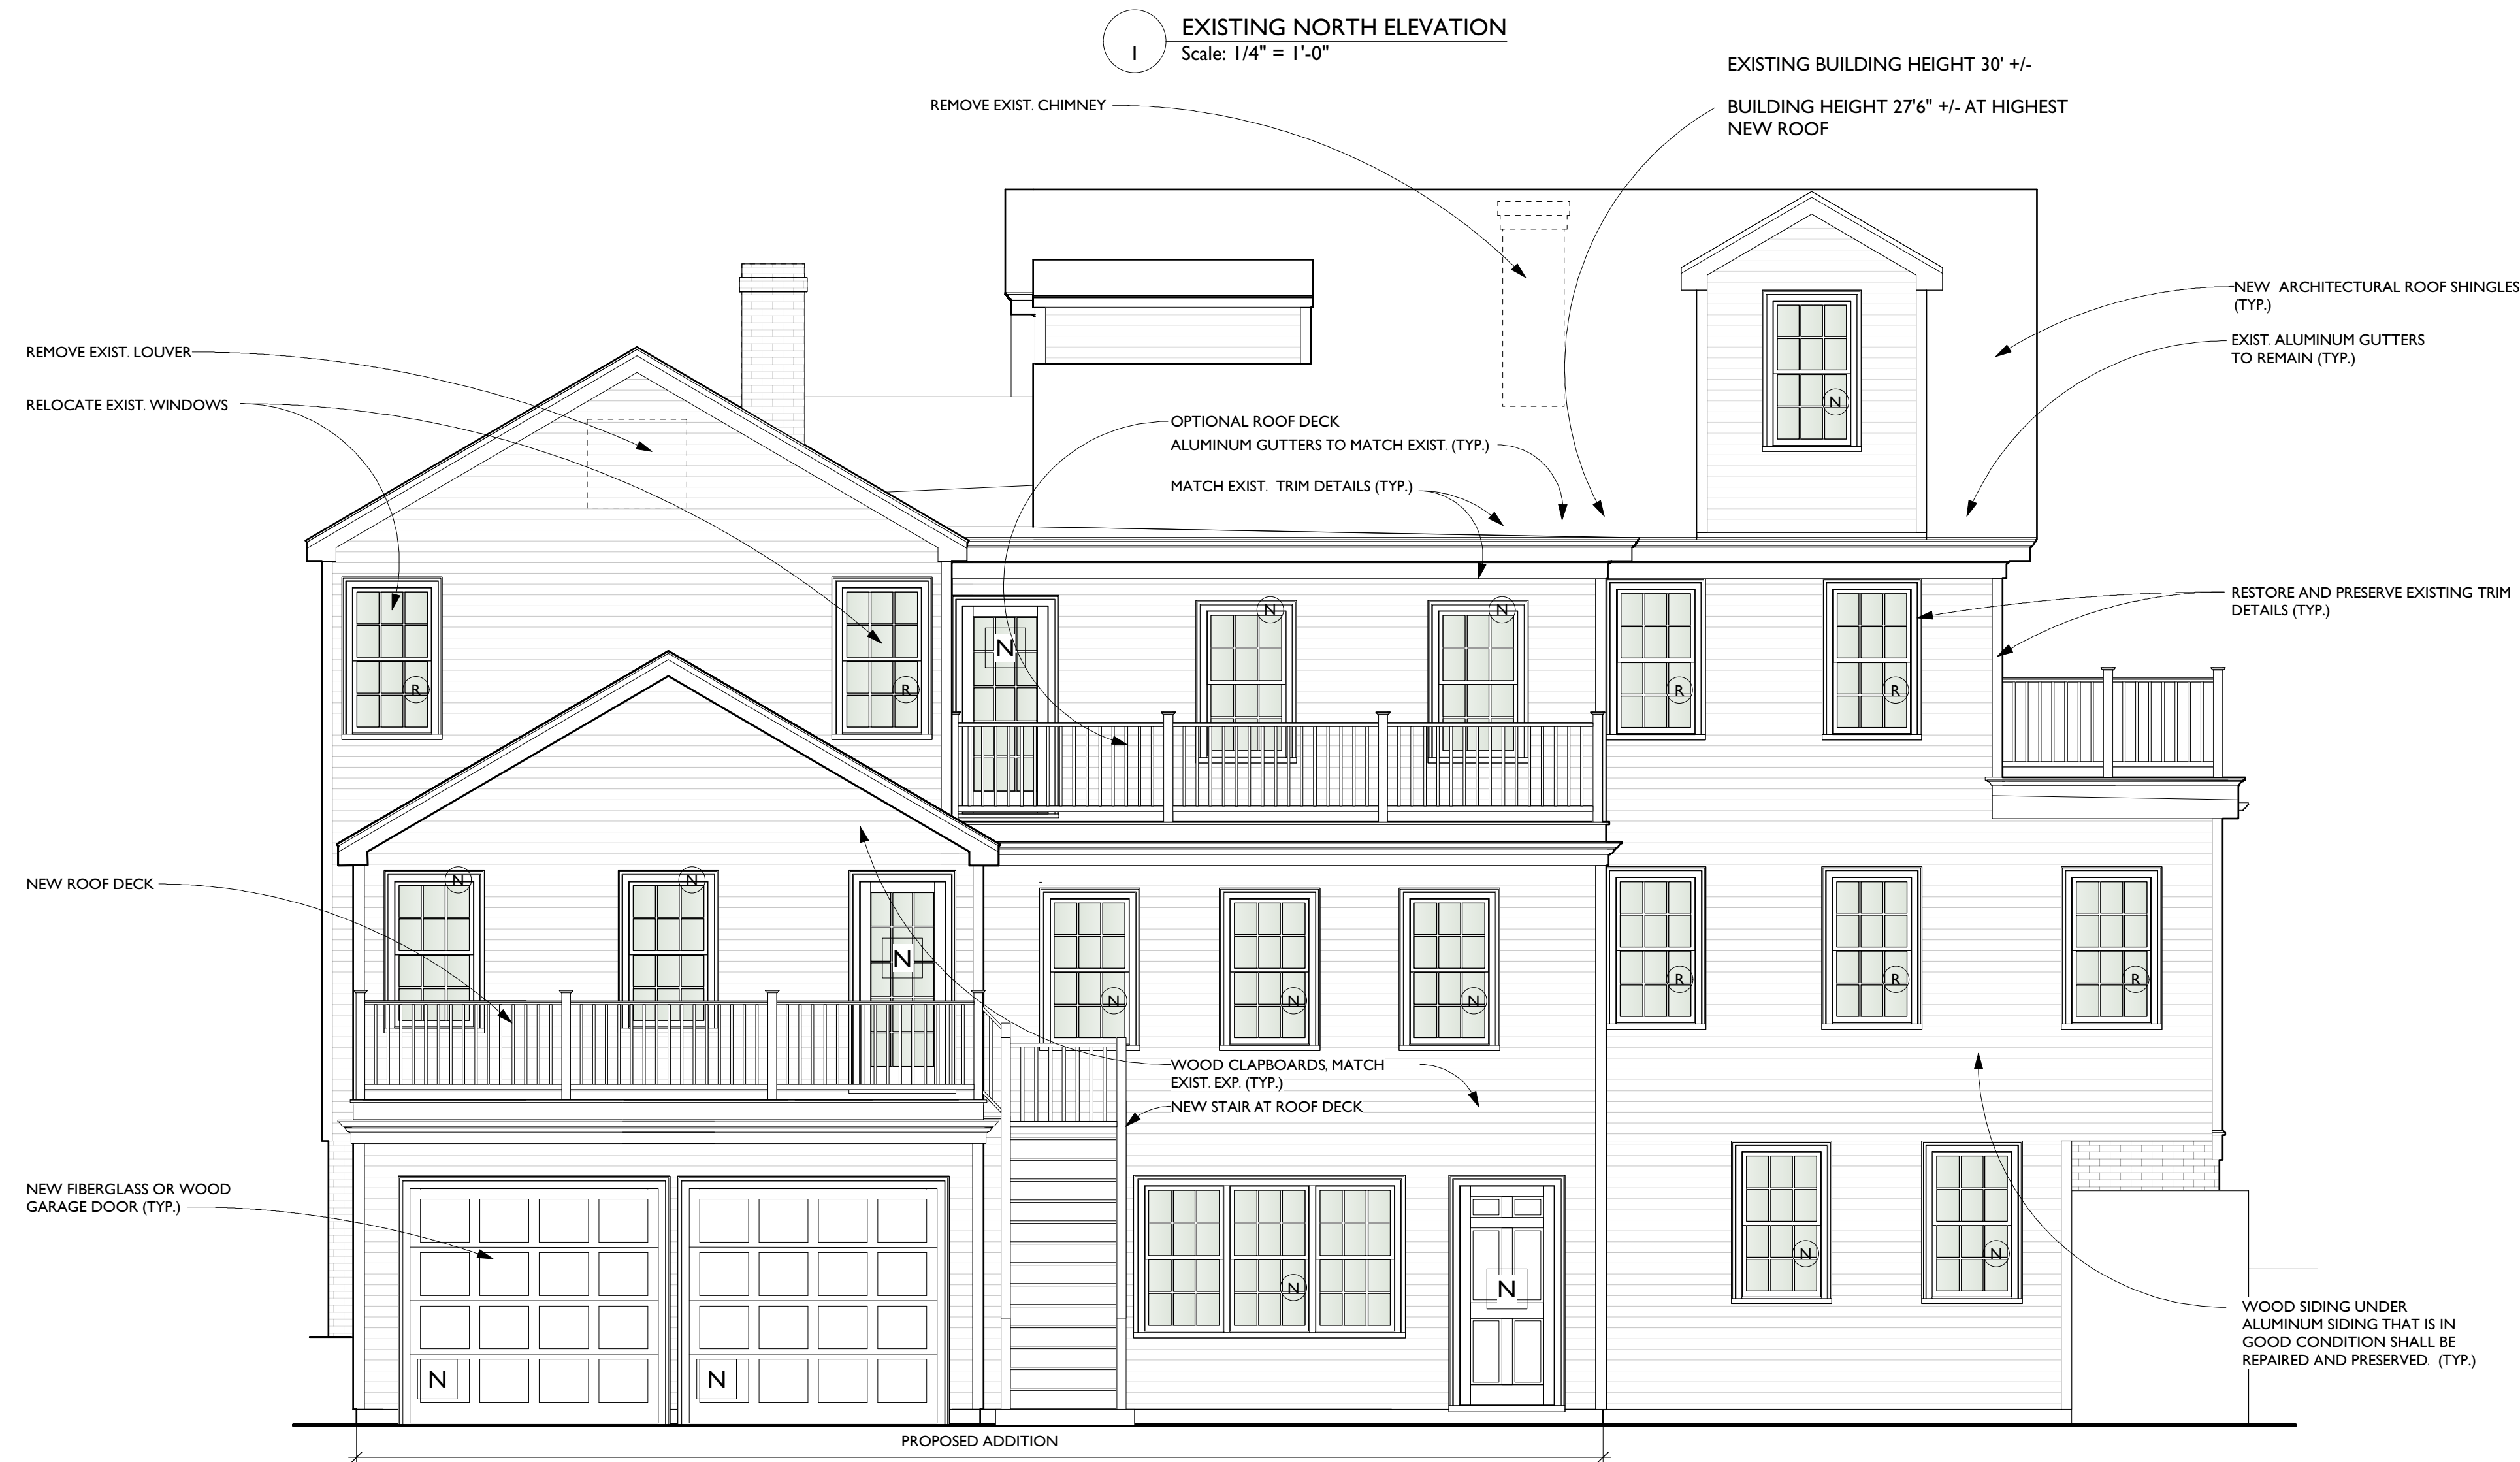 1
EXISTING NORTH ELEVATION
Scale: 1/4" = 1'-0"
EXISTING BUILDING HEIGHT 30' +/-
BUILDING HEIGHT 27'6" +/- AT HIGHEST
NEW ROOF
REMOVE EXIST. CHIMNEY
NEW ARCHITECTURAL ROOF SHINGLES
(TYP.)
EXIST. ALUMINUM GUTTERS
TO REMAIN (TYP.)
REMOVE EXIST. LOUVER
RELOCATE EXIST. WINDOWS
N
OPTIONAL ROOF DECK
ALUMINUM GUTTERS TO MATCH EXIST. (TYP.)
MATCH EXIST. TRIM DETAILS (TYP.)
RESTORE AND PRESERVE EXISTING TRIM
DETAILS (TYP.)
N
N
N
R
R
R
R
NEW ROOF DECK
N
N
N
N
N
N
R
R
R
WOOD CLAPBOARDS, MATCH
EXIST. EXP. (TYP.)
NEW STAIR AT ROOF DECK
NEW FIBERGLASS OR WOOD
GARAGE DOOR (TYP.)
N
N
N
N
WOOD SIDING UNDER
ALUMINUM SIDING THAT IS IN
GOOD CONDITION SHALL BE
REPAIRED AND PRESERVED. (TYP.)
N
N
PROPOSED ADDITION